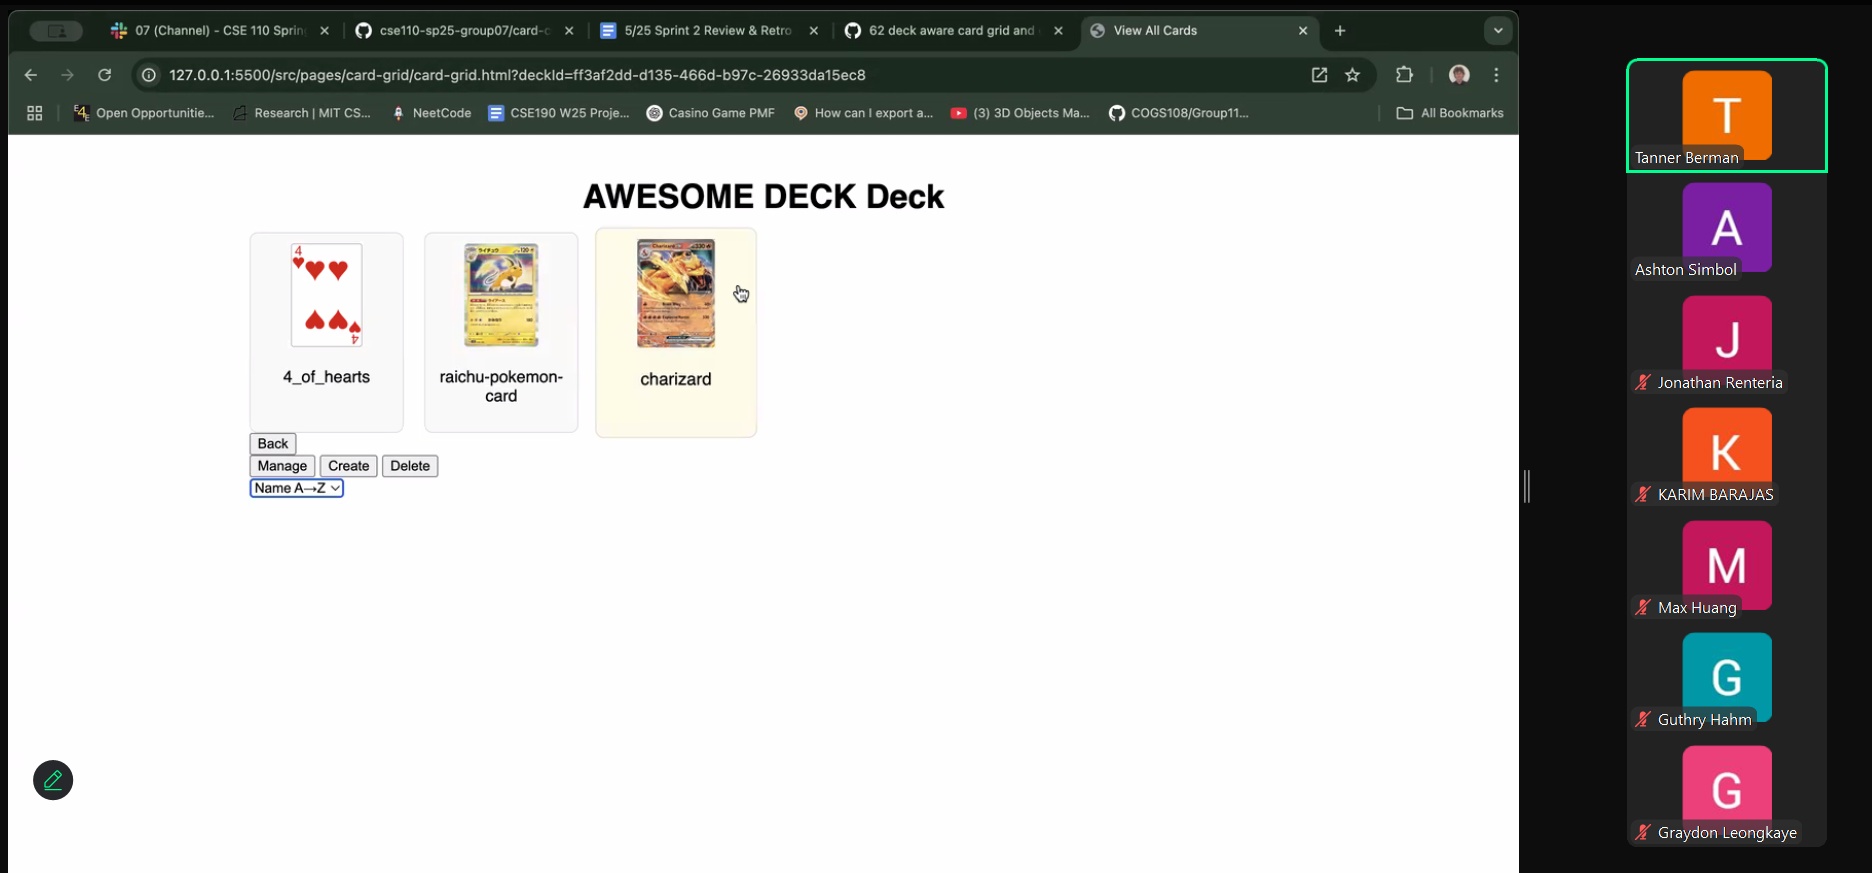 07 (Channel) - CSE 110 Sprin
cse110-sp25-group07/card-c
5/25 Sprint 2 Review & Retro
62 deck aware card grid and
View All Cards
127.0.0.1:5500/src/pages/card-grid/card-grid.html?deckId=ff3af2dd-d135-466d-b97c-26933da15ec8
Open Opportunitie...
Research | MIT CS...
NeetCode
CSE190 W25 Proje...
Casino Game PMF
How can I export a...
(3) 3D Objects Ma...
COGS108/Group11...
All Bookmarks
AWESOME DECK Deck
4
4
4_of_hearts
raichu-pokemon-
card
charizard
Back
Manage
Create
Delete
Name A→Z
T
Tanner Berman
A
Ashton Simbol
J
Jonathan Renteria
K
KARIM BARAJAS
M
Max Huang
G
Guthry Hahm
G
Graydon Leongkaye